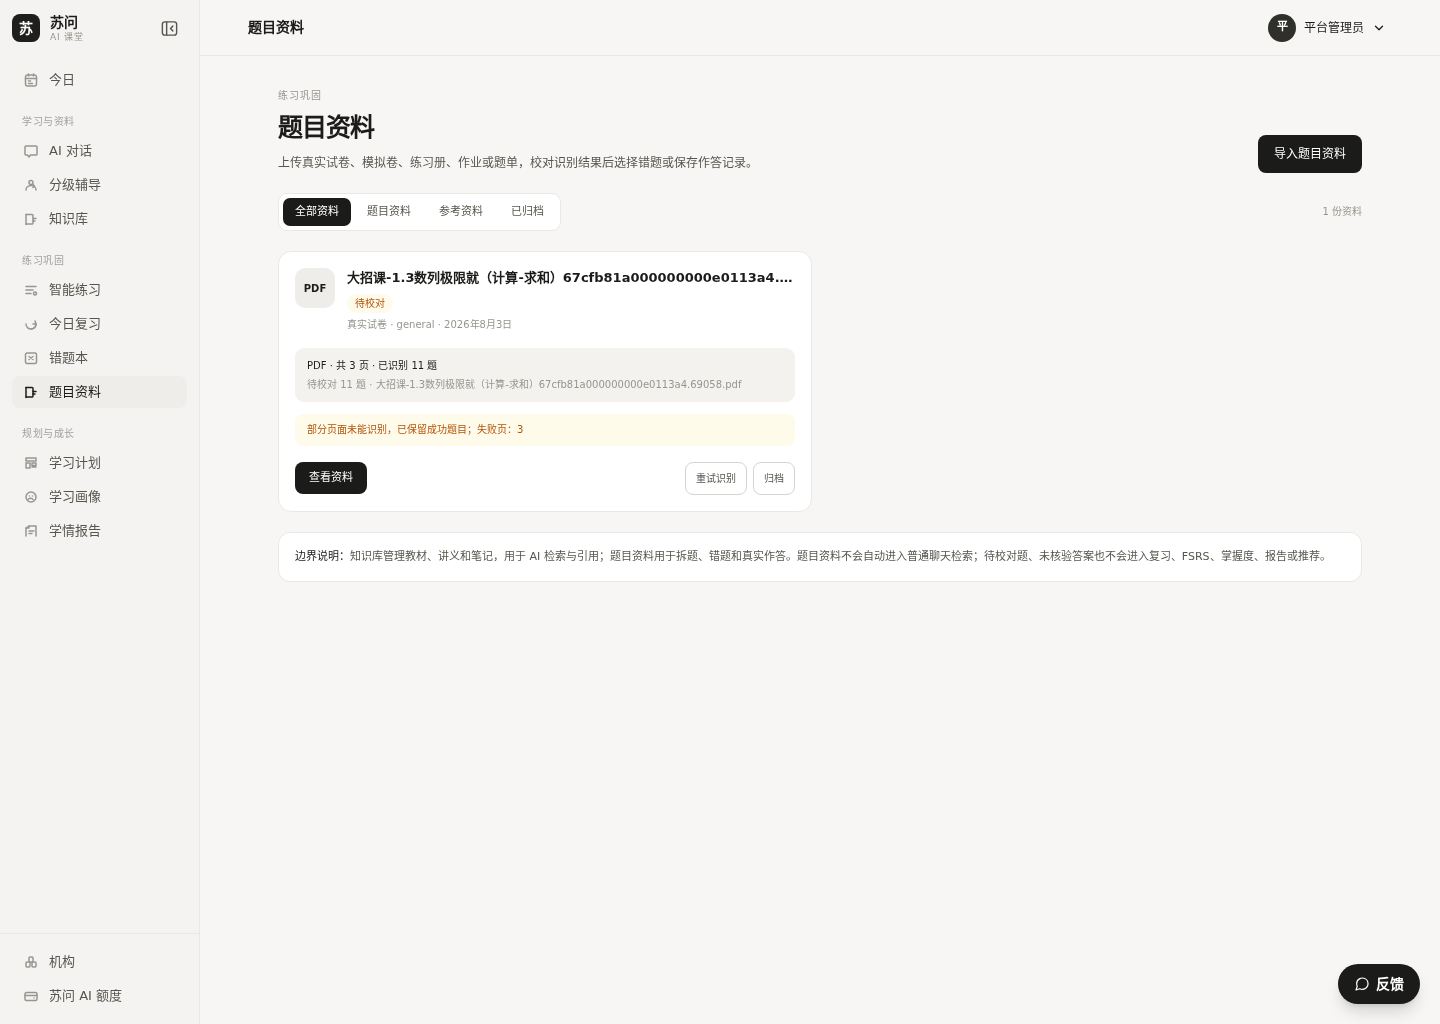 苏
苏问
AI 课堂
今日
学习与资料
AI 对话
分级辅导
知识库
练习巩固
智能练习
今日复习
错题本
题目资料
规划与成长
学习计划
学习画像
学情报告
机构
苏问 AI 额度
题目资料
平
平台管理员
练习巩固
题目资料
上传真实试卷、模拟卷、练习册、作业或题单，校对识别结果后选择错题或保存作答记录。
导入题目资料
全部资料
题目资料
参考资料
已归档
1 份资料
PDF
大招课-1.3数列极限就（计算-求和）67cfb81a000000000e0113a4....
待校对
真实试卷 · general · 2026年8月3日
PDF · 共 3 页 · 已识别 11 题
待校对 11 题 · 大招课-1.3数列极限就（计算-求和）67cfb81a000000000e0113a4.69058.pdf
部分页面未能识别，已保留成功题目；失败页：3
查看资料
重试识别
归档
边界说明：知识库管理教材、讲义和笔记，用于 AI 检索与引用；题目资料用于拆题、错题和真实作答。题目资料不会自动进入普通聊天检索；待校对题、未核验答案也不会进入复习、FSRS、掌握度、报告或推荐。
反馈